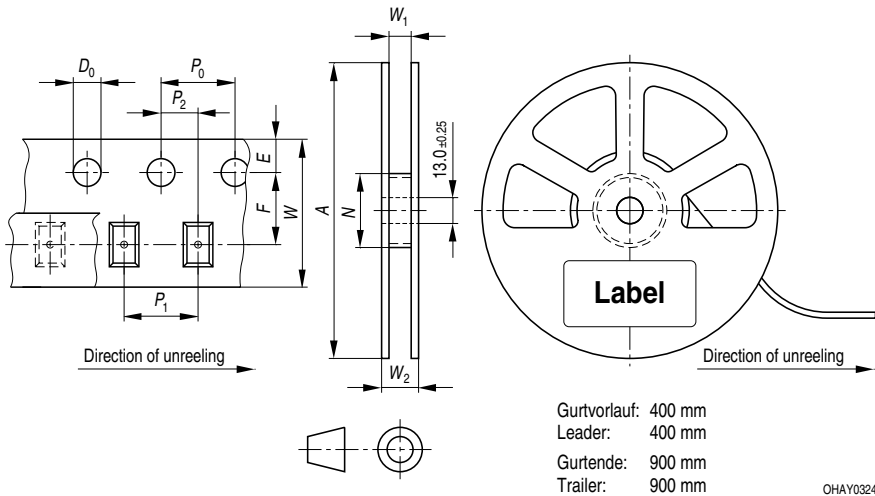 W1
D0
P0
P2
E
F
W
A
N
13.0 ±0.25
P1
Label
Direction of unreeling
W2
Direction of unreeling
Gurtvorlauf: 400 mm
Leader: 400 mm
Gurtende: 900 mm
Trailer: 900 mm
OHAY0324